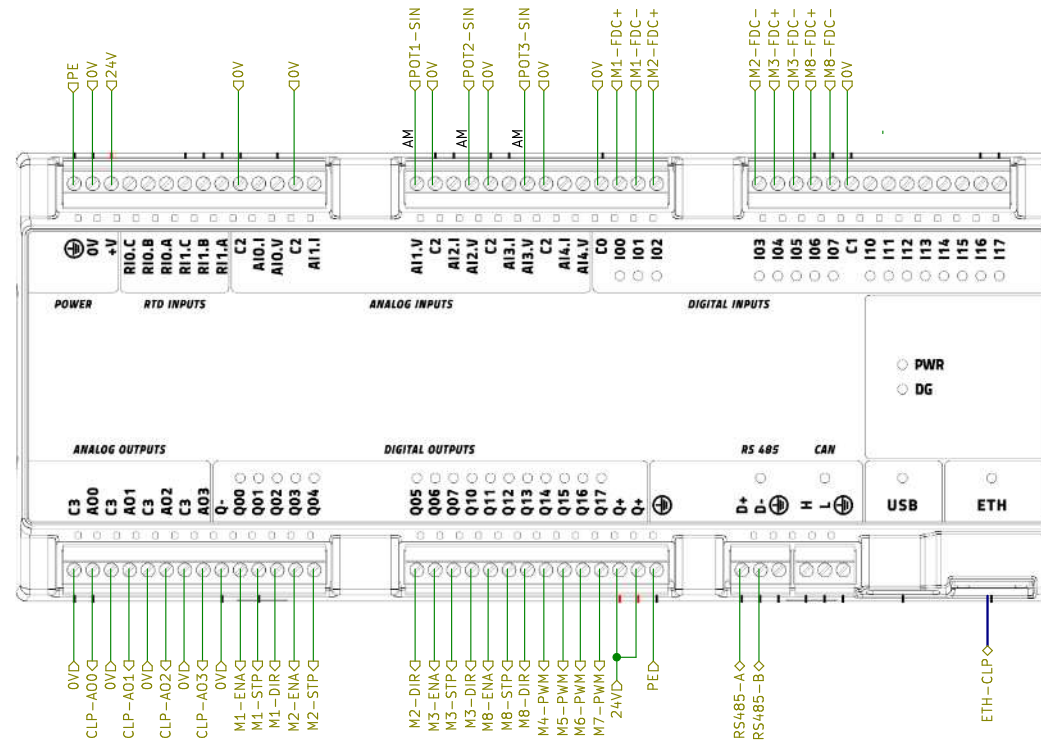 PE
0V
24V
0V
0V
POT1-SIN
0V
POT2-SIN
0V
POT3-SIN
0V
0V
M1-FDC+
M1-FDC-
M2-FDC+
M2-FDC-
M3-FDC+
M3-FDC-
M8-FDC+
M8-FDC-
0V
AM
AM
AM
0V
+V
RI0.C
RI0.B
RI0.A
RI1.C
RI1.B
RI1.A
C2
AI0.I
AI0.V
C2
AI1.I
AI1.V
C2
AI2.I
AI2.V
C2
AI3.I
AI3.V
C2
AI4.I
AI4.V
C0
I00
I01
I02
I03
I04
I05
I06
I07
C1
I10
I11
I12
I13
I14
I15
I16
I17
POWER
RTD INPUTS
ANALOG INPUTS
DIGITAL INPUTS
PWR
DG
ANALOG OUTPUTS
DIGITAL OUTPUTS
RS 485
CAN
C3
AO0
C3
AO1
C3
AO2
C3
AO3
Q-
Q00
Q01
Q02
Q03
Q04
Q05
Q06
Q07
Q10
Q11
Q12
Q13
Q14
Q15
Q16
Q17
Q+
Q+
D+
D-
H
L
USB
ETH
0V
CLP-AO0
0V
CLP-AO1
0V
CLP-AO2
0V
CLP-AO3
0V
M1-ENA
M1-STP
M1-DIR
M2-ENA
M2-STP
M2-DIR
M3-ENA
M3-STP
M3-DIR
M8-ENA
M8-STP
M8-DIR
M4-PWM
M5-PWM
M6-PWM
M7-PWM
24V
PE
RS485-A
RS485-B
ETH-CLP